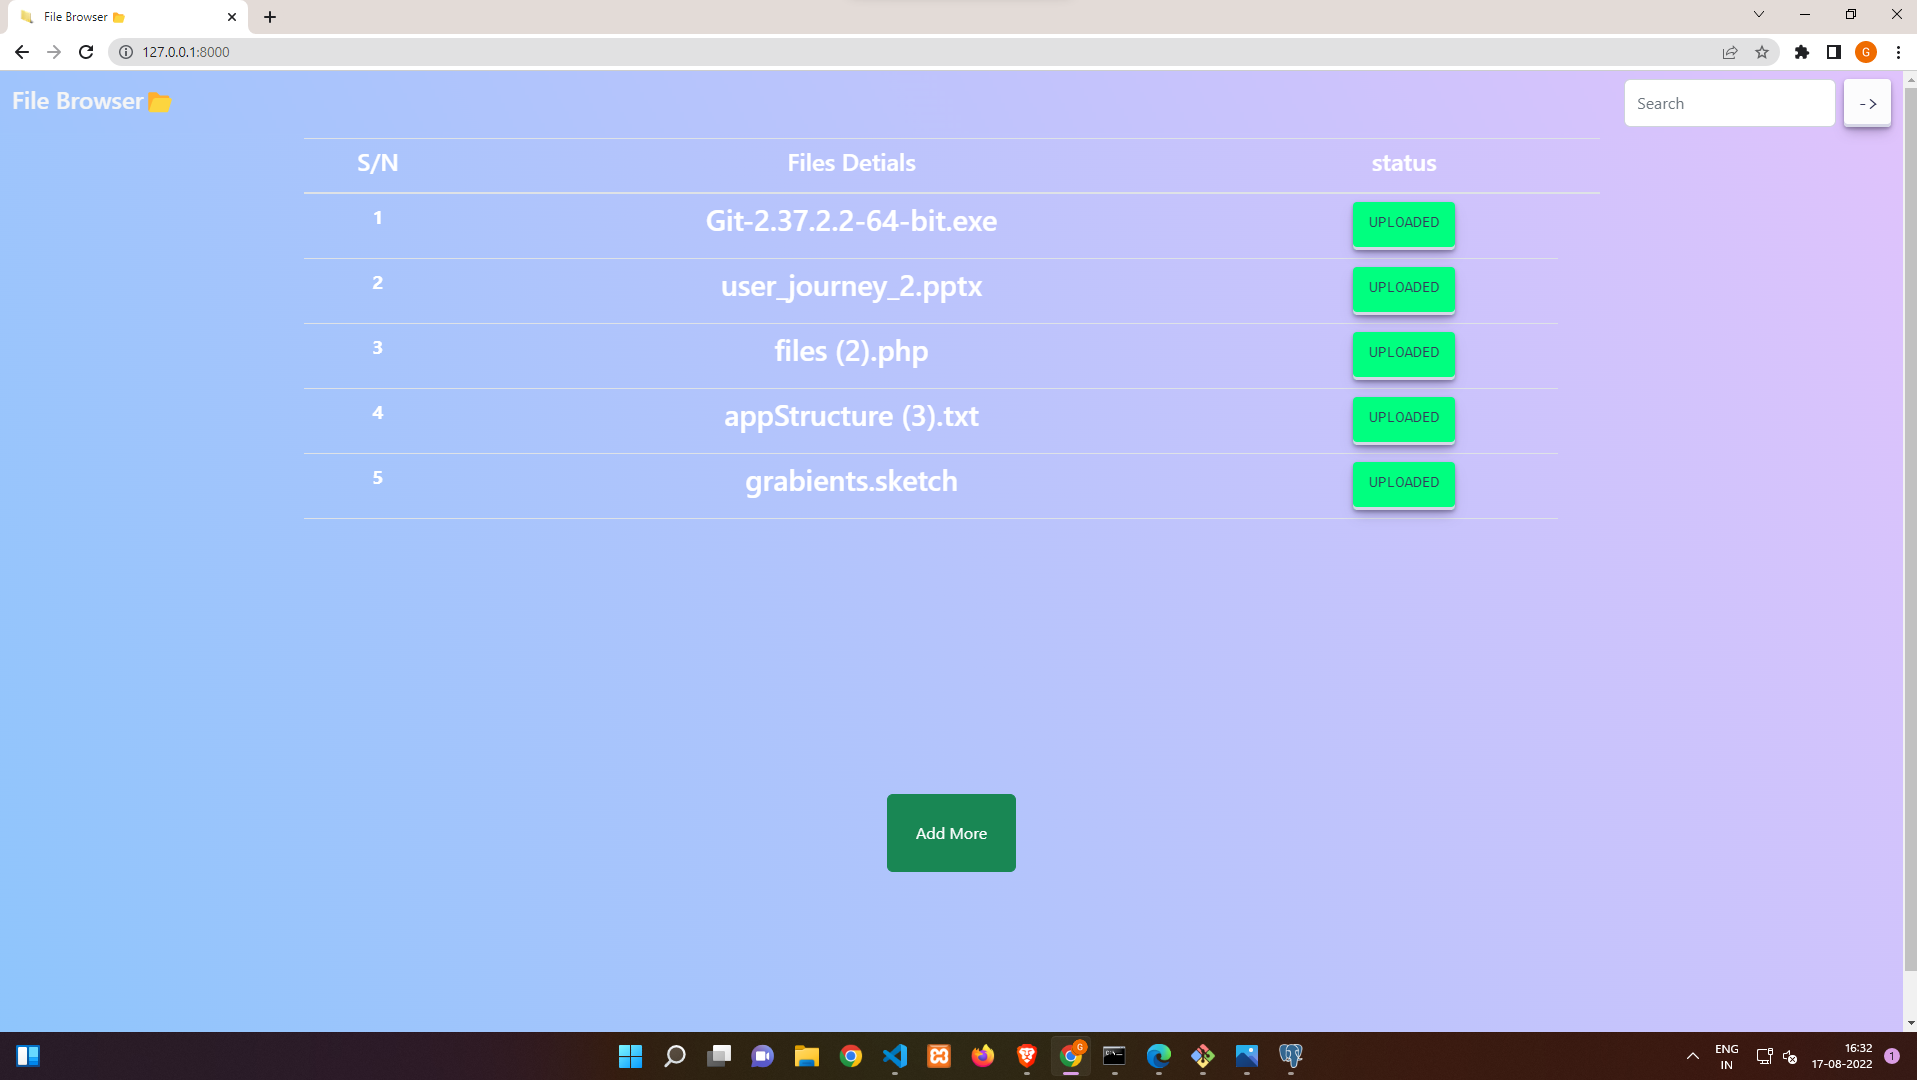 File Browser
127.0.0.1:8000
G
File Browser
Search
->
S/N Files Detials status
1 Git-2.37.2.2-64-bit.exe UPLOADED
2 user_journey_2.pptx UPLOADED
3 files (2).php UPLOADED
4 appStructure (3).txt UPLOADED
5 grabients.sketch UPLOADED
Add More
G
ENG
IN
16:32
17-08-2022
1